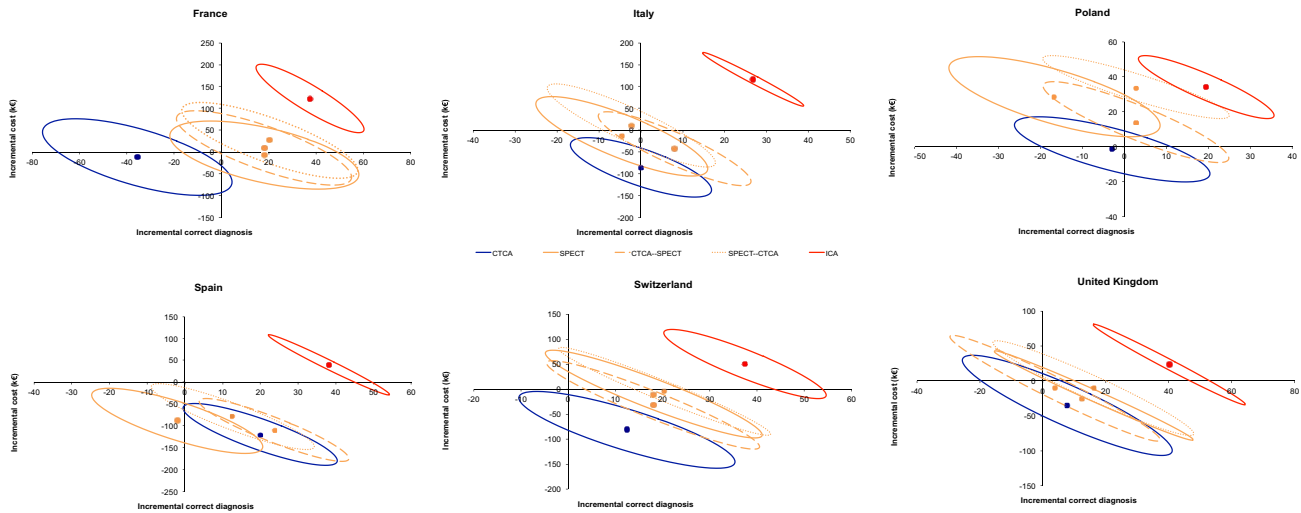 France
Incremental cost (k€)
250
200
150
100
50
0
-50
-100
-150
-80 -60 -40 -20 0 20 40 60 80
Incremental correct diagnosis
Italy
Incremental cost (k€)
200
150
100
50
0
-50
-100
-150
-200
-40 -30 -20 -10 0 10 20 30 40 50
Incremental correct diagnosis
Poland
Incremental cost (k€)
60
40
20
0
-20
-40
-50 -40 -30 -20 -10 0 10 20 30 40
Incremental correct diagnosis
CTCA SPECT CTCA--SPECT SPECT--CTCA ICA
Spain
Incremental cost (k€)
150
100
50
0
-50
-100
-150
-200
-250
-40 -20 0 20 40 60
Incremental correct diagnosis
Switzerland
Incremental cost (k€)
150
100
50
0
-50
-100
-150
-200
-20 -10 0 10 20 30 40 50 60
Incremental correct diagnosis
United Kingdom
Incremental cost (k€)
100
50
0
-50
-100
-150
-40 -20 0 20 40 60 80
Incremental correct diagnosis